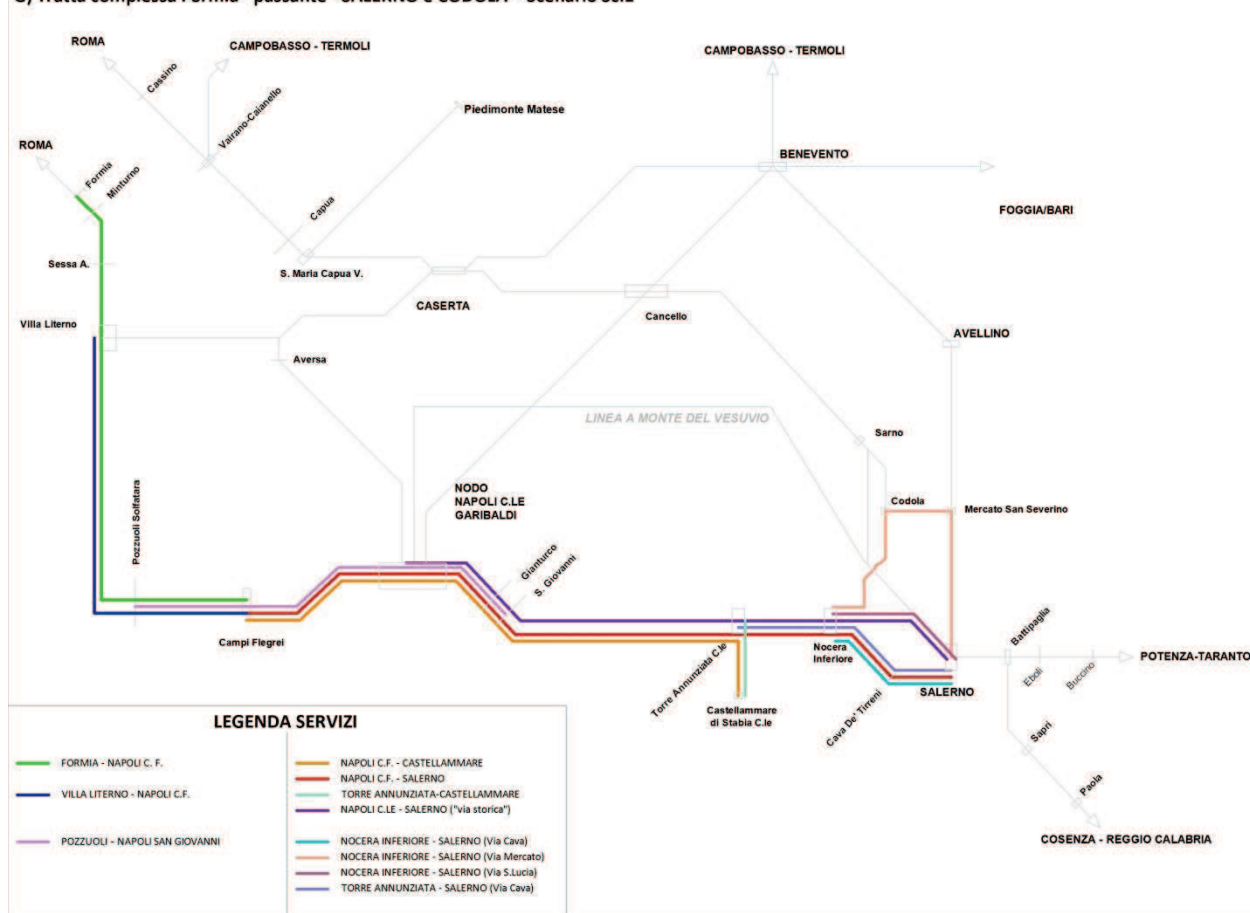 G) Tratta complessa Formia - passante - SALERNO e CODOLA - Scenario Sc.2
ROMA
CAMPOBASSO - TERMOLI
CAMPOBASSO - TERMOLI
Cassino
Vairano-Caianello
Piedimonte Matese
ROMA
Formia
Minturno
BENEVENTO
Capua
FOGGIA/BARI
Sessa A.
S. Maria Capua V.
CASERTA
Cancello
Villa Literno
AVELLINO
Aversa
LINEA A MONTE DEL VESUVIO
Sarno
NODO
NAPOLI C.LE
GARIBALDI
Codola
Mercato San Severino
Pozzuoli Solfatara
Gianturco
S. Giovanni
Campi Flegrei
Torre Annunziata C.le
Nocera
Inferiore
Battipaglia
Eboli
Buccino
POTENZA-TARANTO
SALERNO
Castellammare
di Stabia C.le
Cava De' Tirreni
Sapri
Paola
COSENZA - REGGIO CALABRIA
LEGENDA SERVIZI
FORMIA - NAPOLI C. F.
VILLA LITERNO - NAPOLI C.F.
POZZUOLI - NAPOLI SAN GIOVANNI
NAPOLI C.F. - CASTELLAMMARE
NAPOLI C.F. - SALERNO
TORRE ANNUNZIATA-CASTELLAMMARE
NAPOLI C.LE - SALERNO ("via storica")
NOCERA INFERIORE - SALERNO (Via Cava)
NOCERA INFERIORE - SALERNO (Via Mercato)
NOCERA INFERIORE - SALERNO (Via S.Lucia)
TORRE ANNUNZIATA - SALERNO (Via Cava)